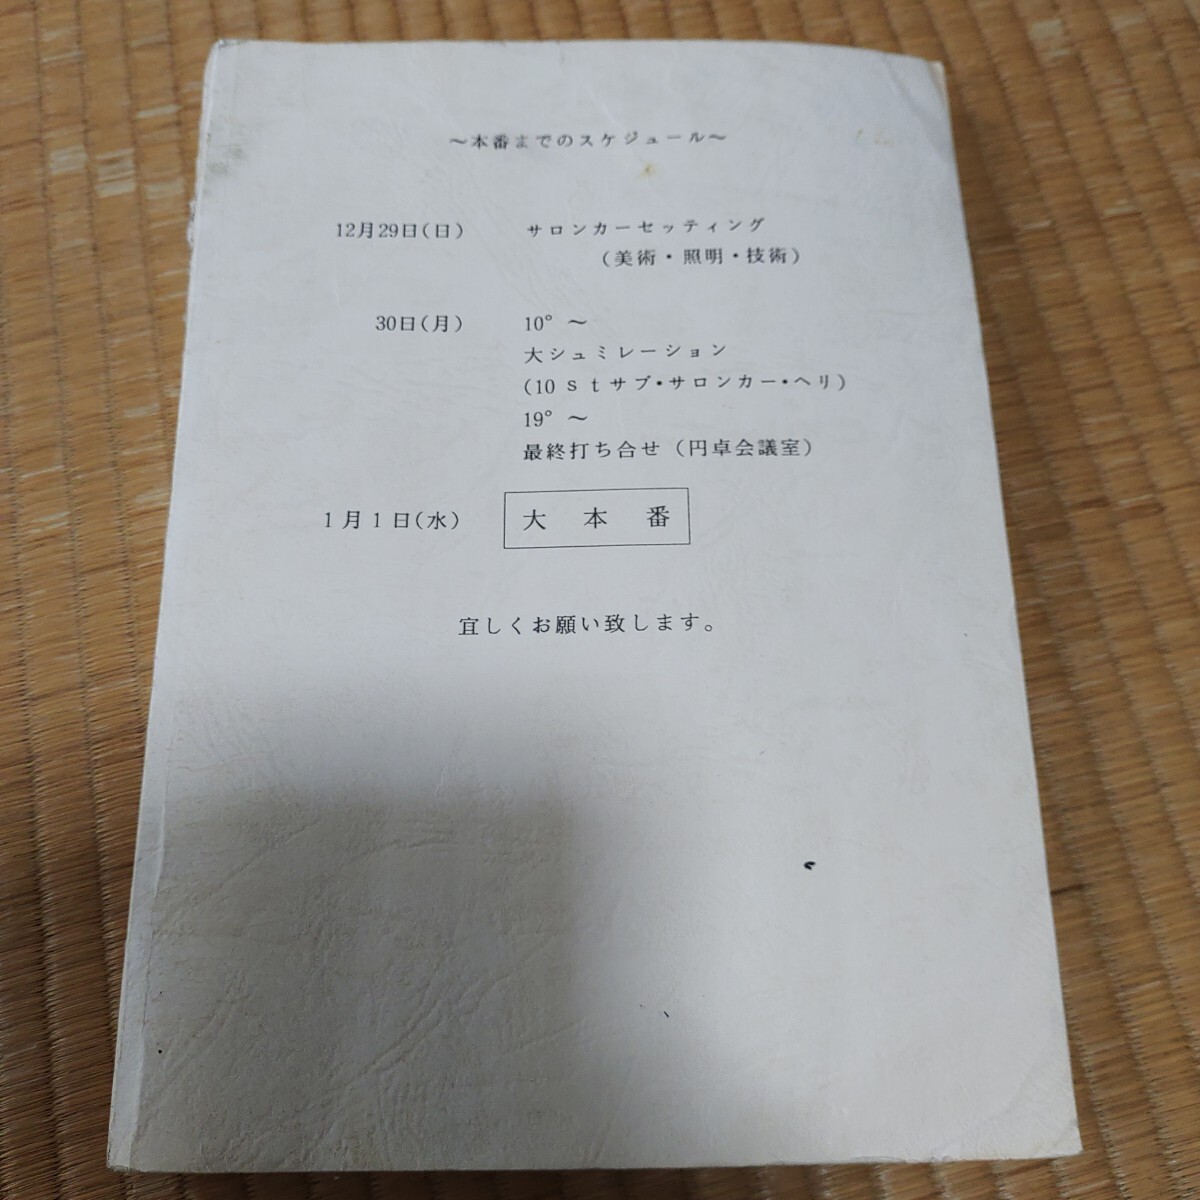 ～本番までのスケジュール～
12月29日(日) サロンカーセッティング
(美術・照明・技術)
30日(月) 10° ～
大シュミレーション
(10 Ｓｔサブ・サロンカー・ヘリ)
19° ～
最終打ち合せ (円卓会議室)
1月1日(水) 大 本 番
宜しくお願い致します。